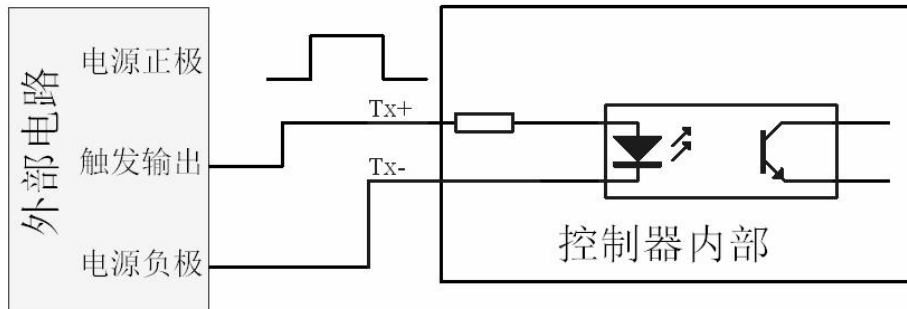 外部电路
电源正极
触发输出
电源负极
Tx+
Tx-
控制器内部